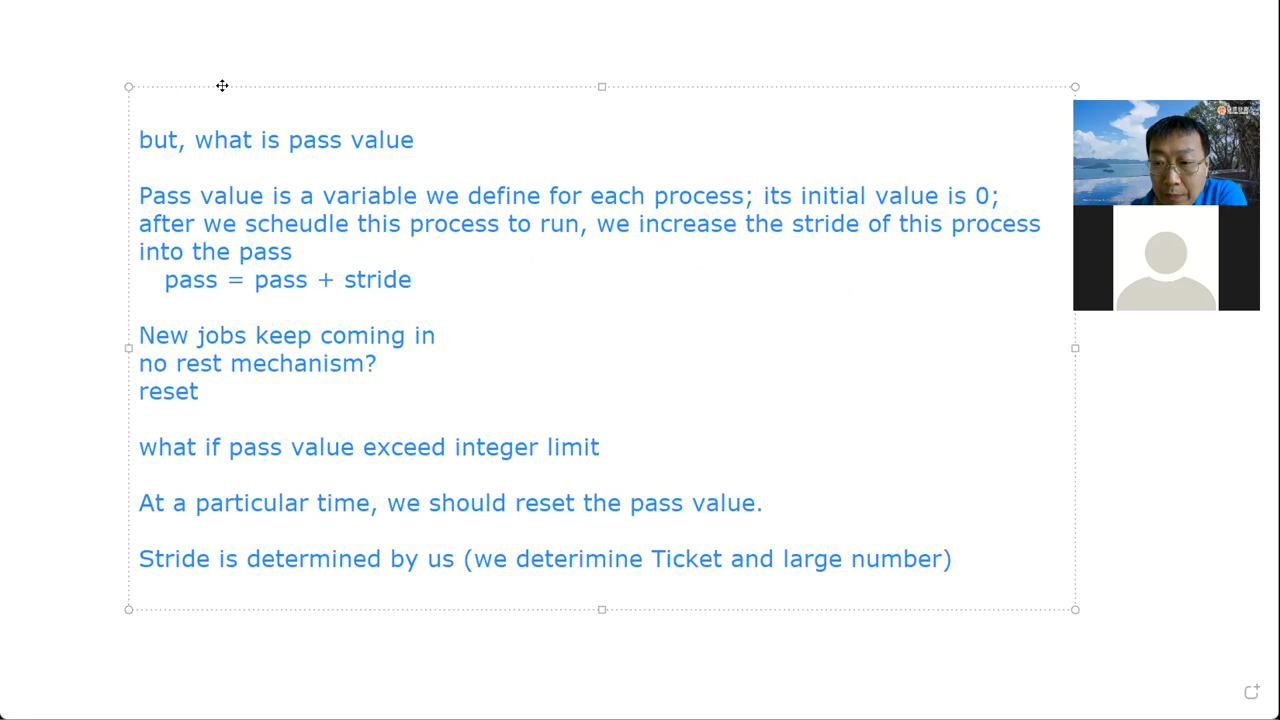 but, what is pass value
Pass value is a variable we define for each process; its initial value is 0;
after we scheudle this process to run, we increase the stride of this process
into the pass
pass = pass + stride
New jobs keep coming in
no rest mechanism?
reset
what if pass value exceed integer limit
At a particular time, we should reset the pass value.
Stride is determined by us (we deterimine Ticket and large number)